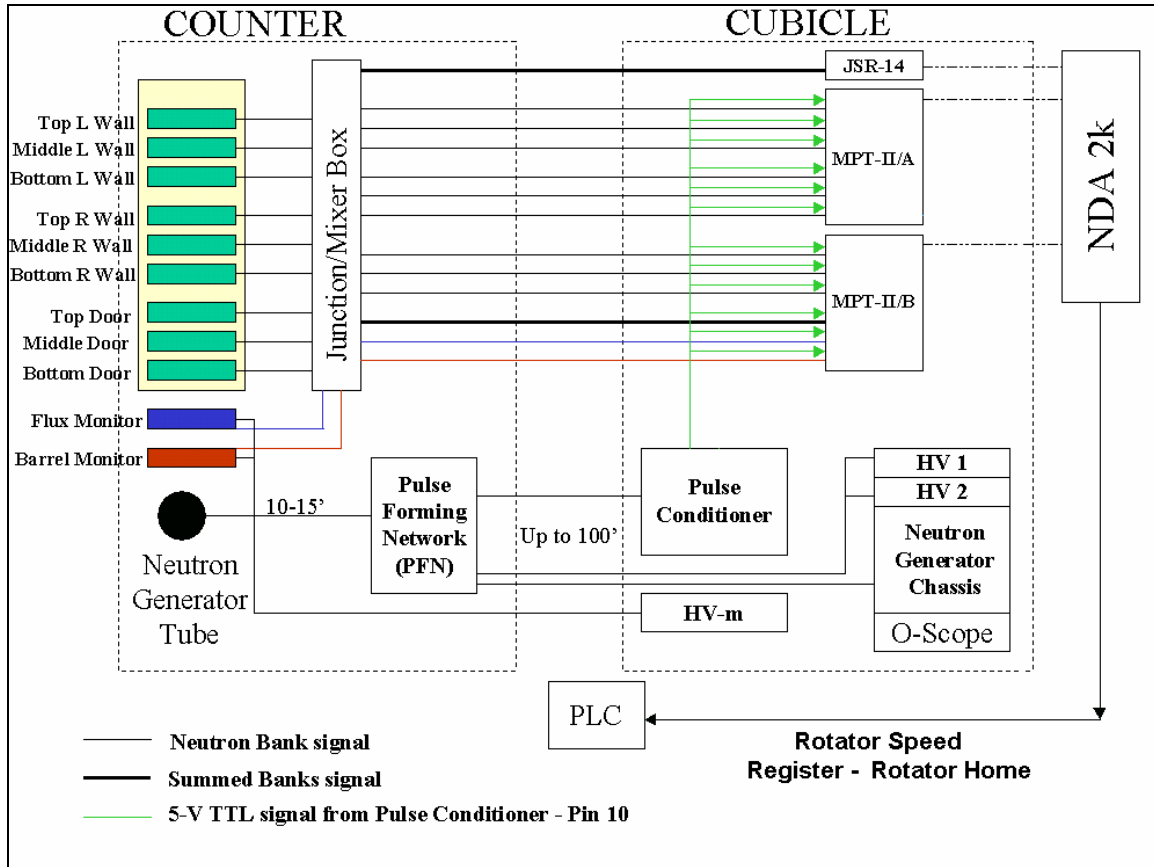 COUNTER
CUBICLE
JSR-14
Top L Wall
Middle L Wall
Bottom L Wall
Top R Wall
Middle R Wall
Bottom R Wall
Top Door
Middle Door
Bottom Door
Flux Monitor
Barrel Monitor
Junction/Mixer Box
MPT-II/A
MPT-II/B
NDA 2k
10-15’
Neutron
Generator
Tube
Pulse
Forming
Network
(PFN)
Up to 100’
Pulse
Conditioner
HV-m
HV 1
HV 2
Neutron
Generator
Chassis
O-Scope
PLC
Rotator Speed
Register - Rotator Home
Neutron Bank signal
Summed Banks signal
5-V TTL signal from Pulse Conditioner - Pin 10